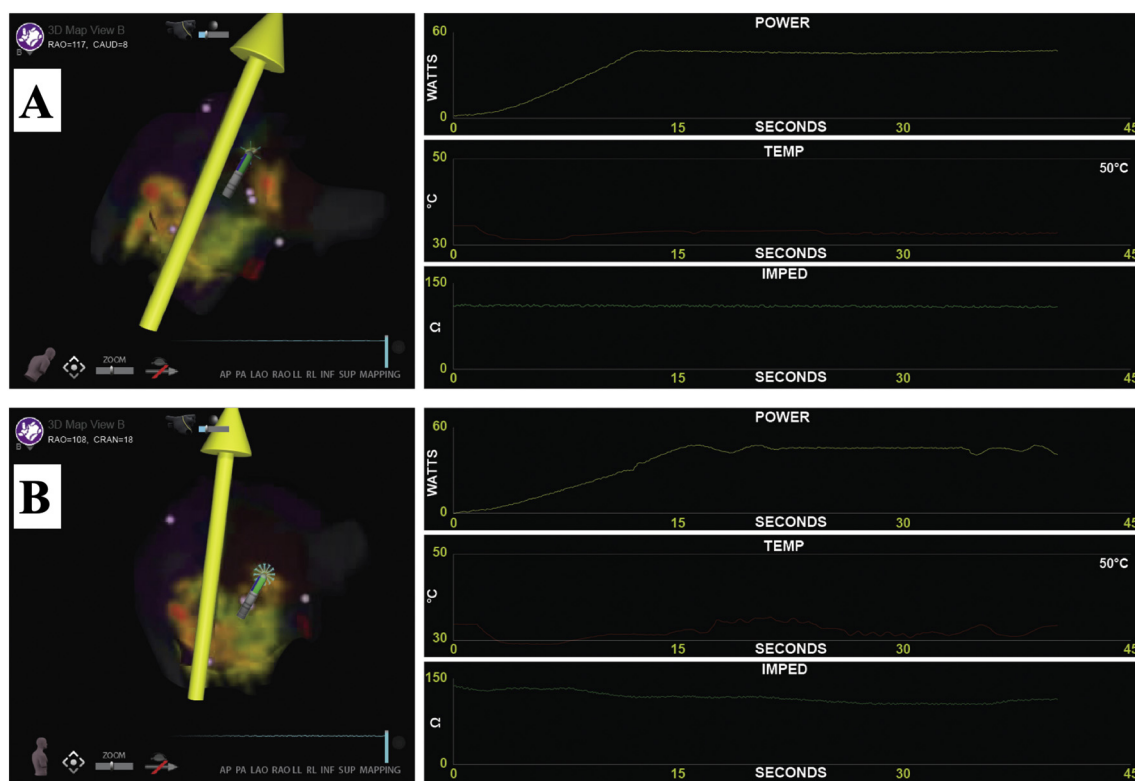 A
3D Map View B
RAO=117, CAUD=8
B
ZOOM
AP PA LAO RAO LL RL INF SUP MAPPING
POWER
60
WATTS
0
0 15 SECONDS 30 45
TEMP
50
50°C
°C
30
0 15 SECONDS 30 45
IMPED
150
Ω
0
0 15 SECONDS 30 45
B
3D Map View B
RAO=108, CRAN=18
B
ZOOM
AP PA LAO RAO LL RL INF SUP MAPPING
POWER
60
WATTS
0
0 15 SECONDS 30 45
TEMP
50
50°C
°C
30
0 15 SECONDS 30 45
IMPED
150
Ω
0
0 15 SECONDS 30 45